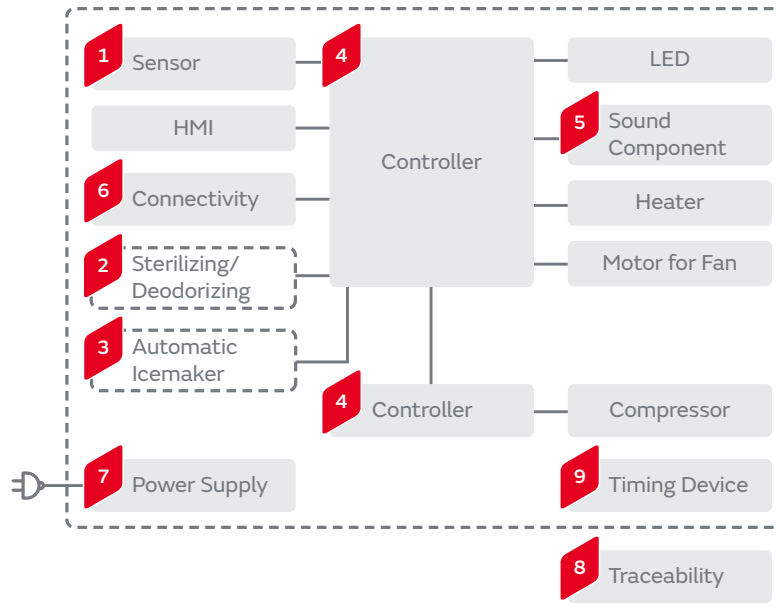 1
Sensor
4
Controller
LED
HMI
5
Sound
Component
6
Connectivity
Heater
2
Sterilizing/
Deodorizing
Motor for Fan
3
Automatic
Icemaker
4
Controller
Compressor
7
Power Supply
9
Timing Device
8
Traceability